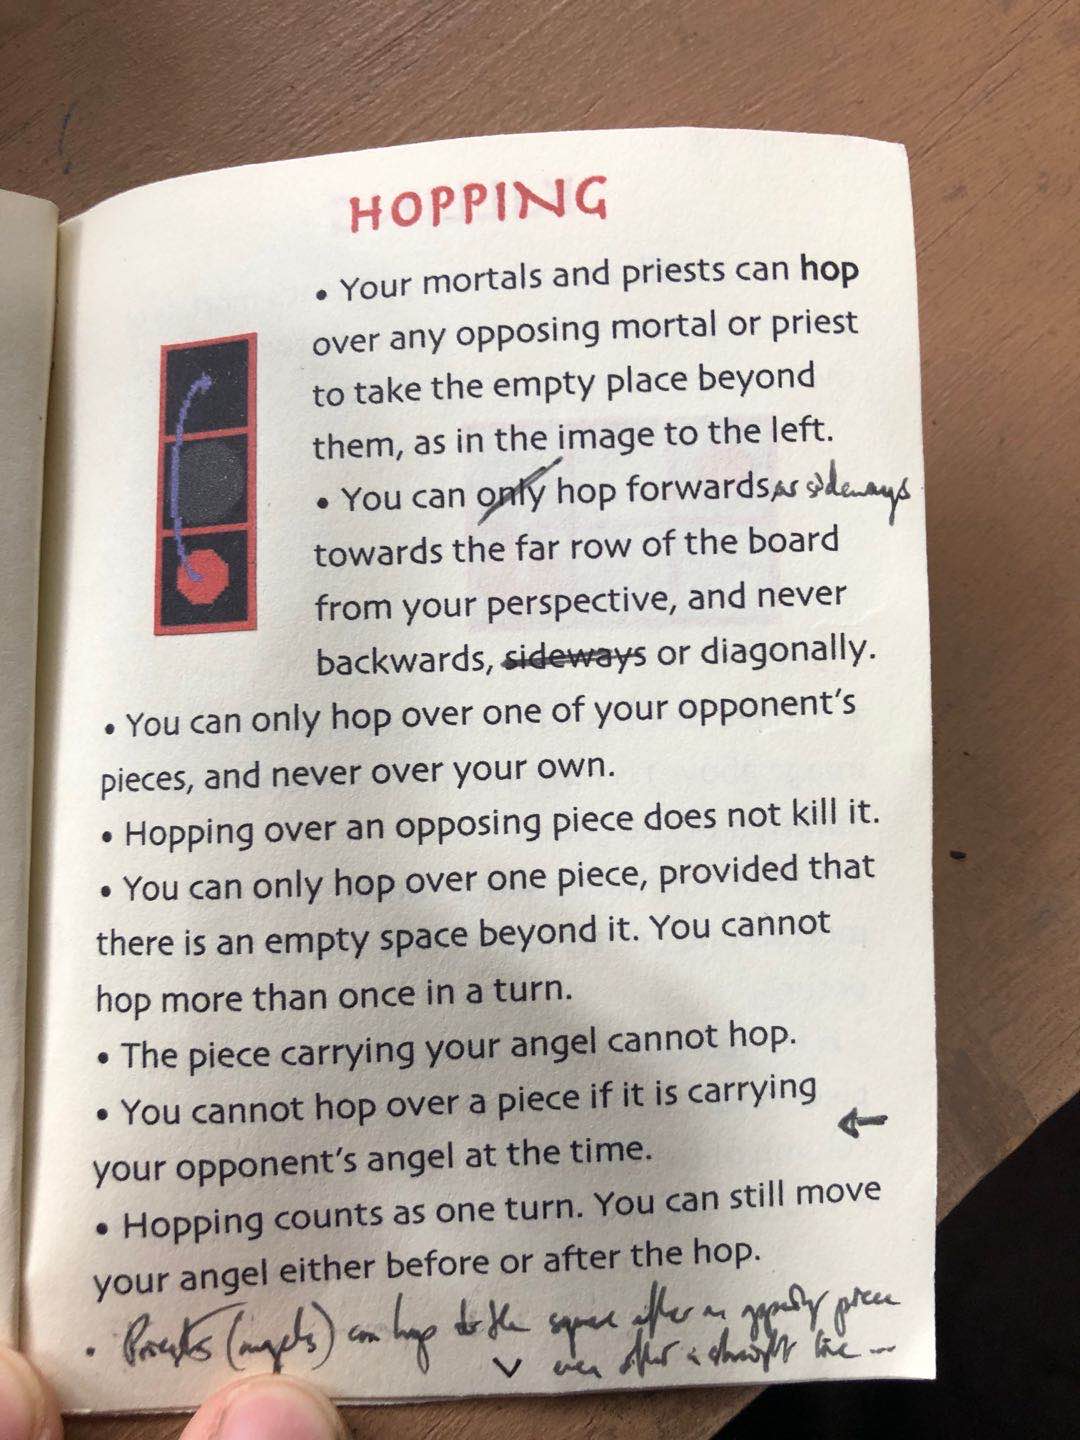 HOPPING
• Your mortals and priests can hop
over any opposing mortal or priest
to take the empty place beyond
them, as in the image to the left.
• You can only hop forwards, or sideways
towards the far row of the board
from your perspective, and never
backwards, sideways or diagonally.
• You can only hop over one of your opponent's
pieces, and never over your own.
• Hopping over an opposing piece does not kill it.
• You can only hop over one piece, provided that
there is an empty space beyond it. You cannot
hop more than once in a turn.
• The piece carrying your angel cannot hop.
• You cannot hop over a piece if it is carrying
your opponent's angel at the time.
• Hopping counts as one turn. You can still move
your angel either before or after the hop.
• Priests (angels) can hop to the square after an opposing piece
even after a straight line ...